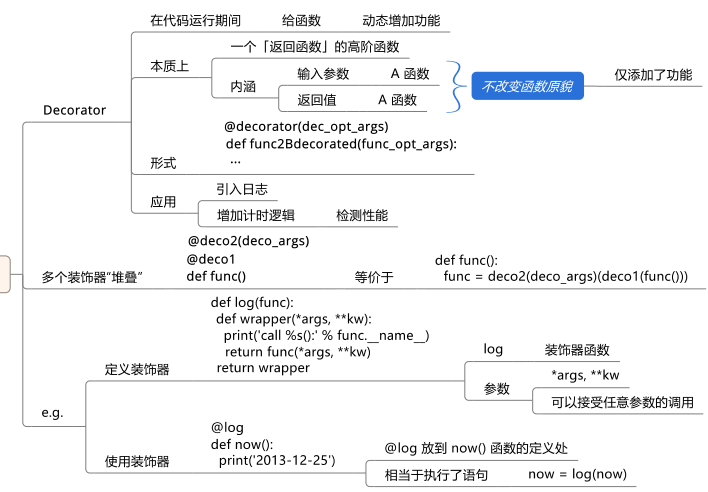 Decorator
在代码运行期间 给函数 动态增加功能
本质上
一个「返回函数」的高阶函数
内涵
输入参数 A 函数
返回值 A 函数
不改变函数原貌 仅添加了功能
形式
@decorator(dec_opt_args)
def func2Bdecorated(func_opt_args):
...
应用
引入日志
增加计时逻辑 检测性能
多个装饰器“堆叠”
@deco2(deco_args)
@deco1
def func()
等价于
def func():
func = deco2(deco_args)(deco1(func()))
e.g.
定义装饰器
def log(func):
def wrapper(*args, **kw):
print('call %s():' % func.__name__)
return func(*args, **kw)
return wrapper
log 装饰器函数
参数
*args, **kw
可以接受任意参数的调用
使用装饰器
@log
def now():
print('2013-12-25')
@log 放到 now() 函数的定义处
相当于执行了语句 now = log(now)